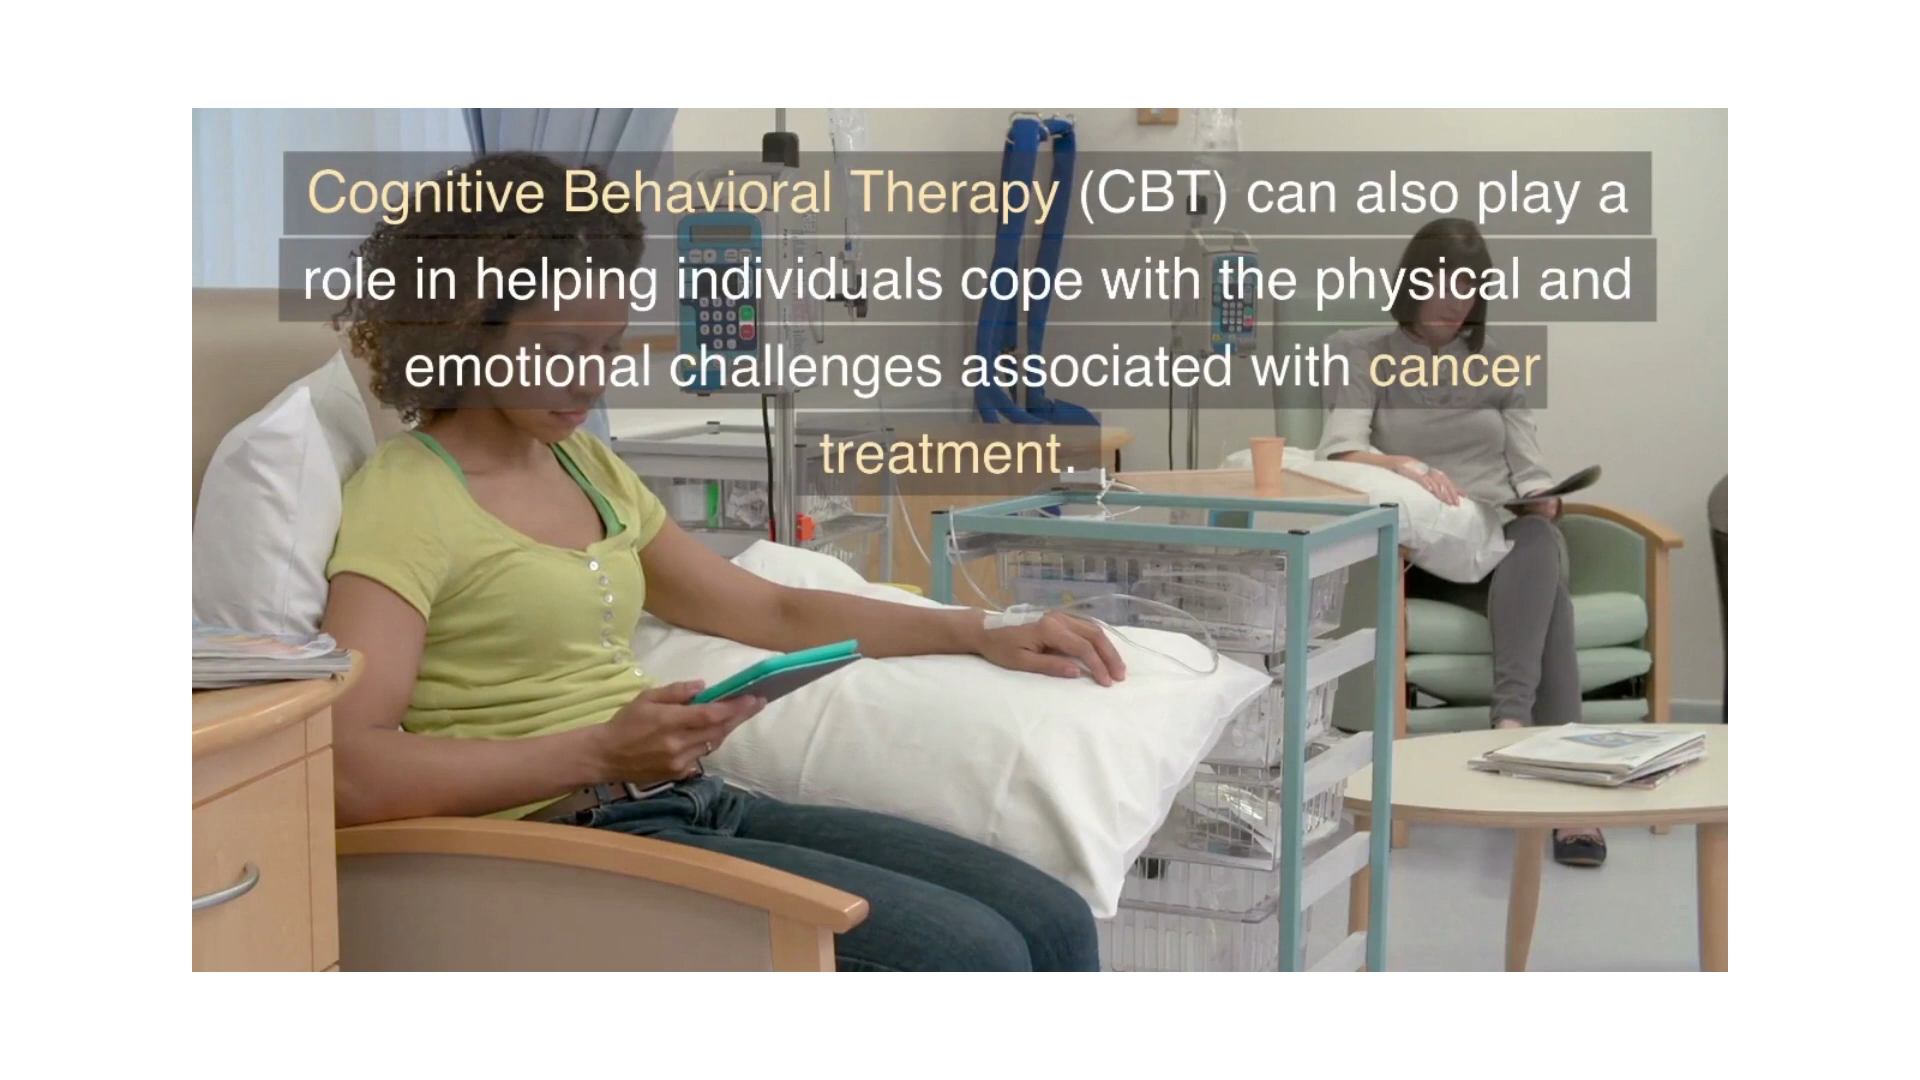 Cognitive Behavioral Therapy (CBT) can also play a
role in helping individuals cope with the physical and
emotional challenges associated with cancer
treatment.